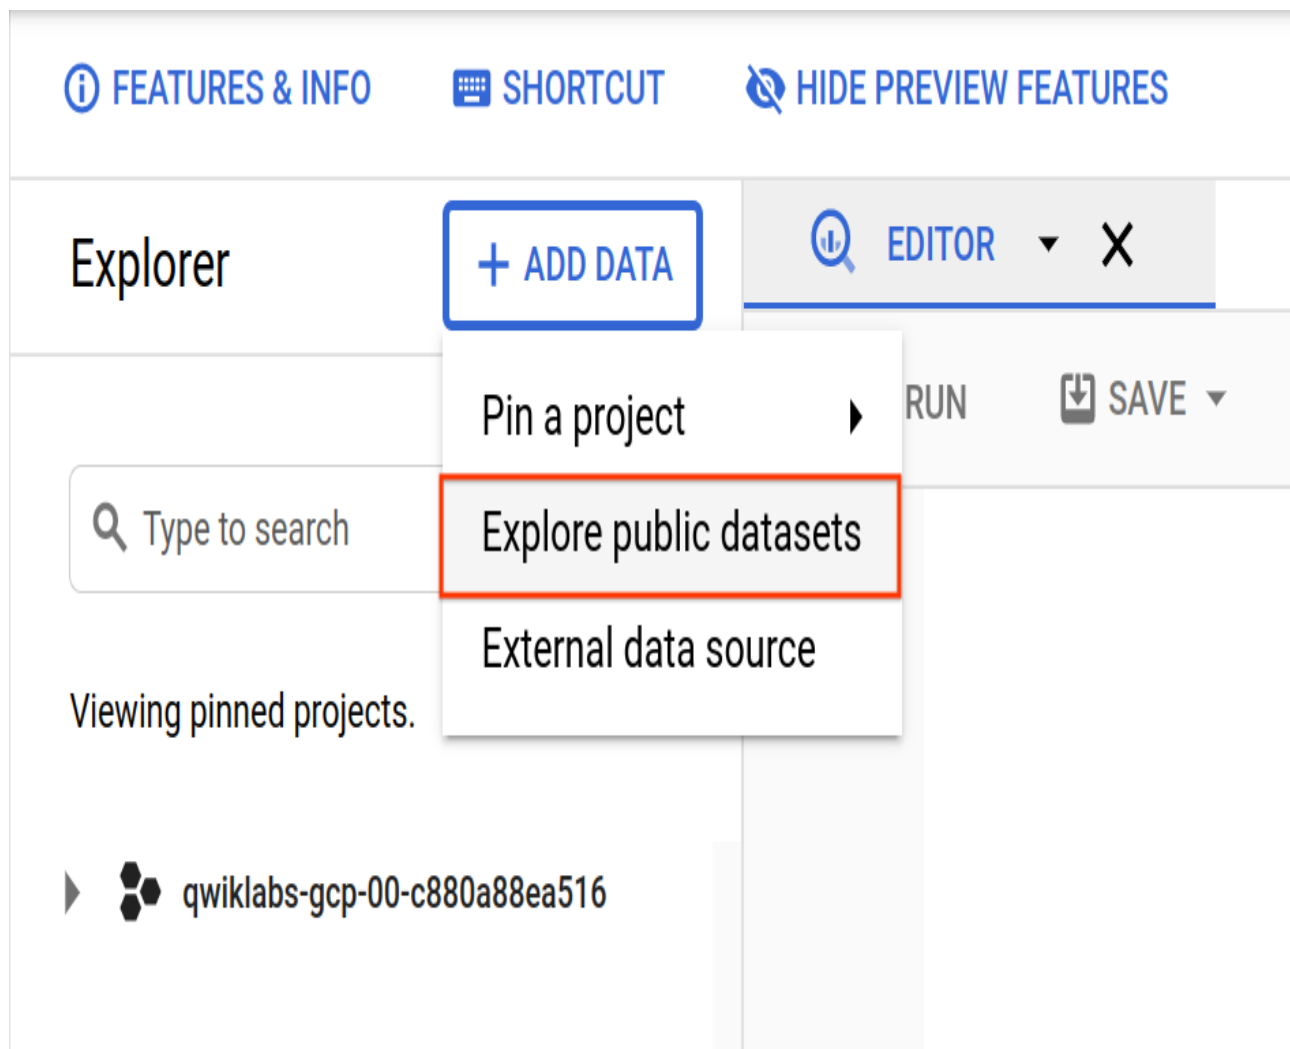 FEATURES & INFO
SHORTCUT
HIDE PREVIEW FEATURES
Explorer
+ ADD DATA
EDITOR
Pin a project
RUN
SAVE
Type to search
Explore public datasets
External data source
Viewing pinned projects.
qwiklabs-gcp-00-c880a88ea516